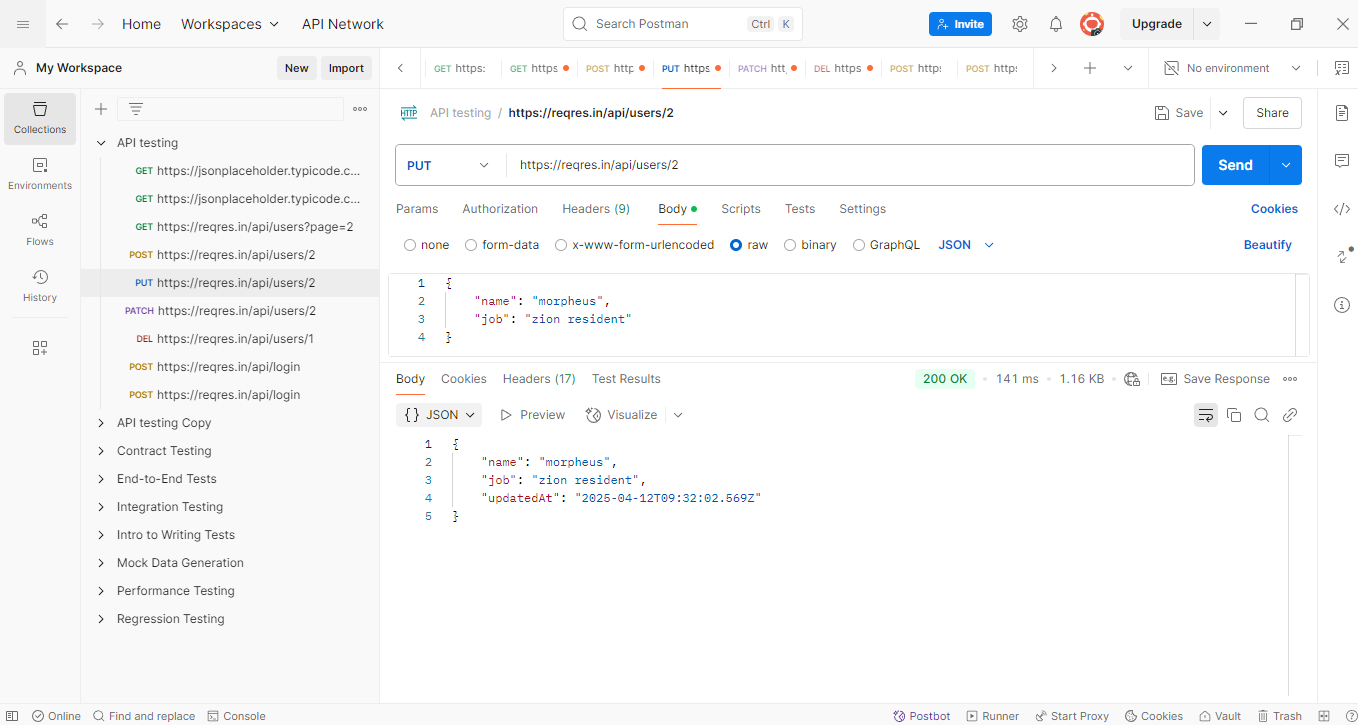 Home Workspaces API Network Search Postman Ctrl K Invite Upgrade
My Workspace New Import GET https: GET https POST http PUT https PATCH htt DEL https POST https POST https No environment
Collections
Environments
Flows
History
API testing
GET https://jsonplaceholder.typicode.c...
GET https://jsonplaceholder.typicode.c...
GET https://reqres.in/api/users?page=2
POST https://reqres.in/api/users/2
PUT https://reqres.in/api/users/2
PATCH https://reqres.in/api/users/2
DEL https://reqres.in/api/users/1
POST https://reqres.in/api/login
POST https://reqres.in/api/login
API testing Copy
Contract Testing
End-to-End Tests
Integration Testing
Intro to Writing Tests
Mock Data Generation
Performance Testing
Regression Testing
HTTP API testing / https://reqres.in/api/users/2 Save Share
PUT https://reqres.in/api/users/2 Send
Params Authorization Headers (9) Body Scripts Tests Settings Cookies
none form-data x-www-form-urlencoded raw binary GraphQL JSON Beautify
1 {
2 "name": "morpheus",
3 "job": "zion resident"
4 }
Body Cookies Headers (17) Test Results 200 OK 141 ms 1.16 KB e.g. Save Response
{} JSON Preview Visualize
1 {
2 "name": "morpheus",
3 "job": "zion resident",
4 "updatedAt": "2025-04-12T09:32:02.569Z"
5 }
Online Find and replace Console Postbot Runner Start Proxy Cookies Vault Trash